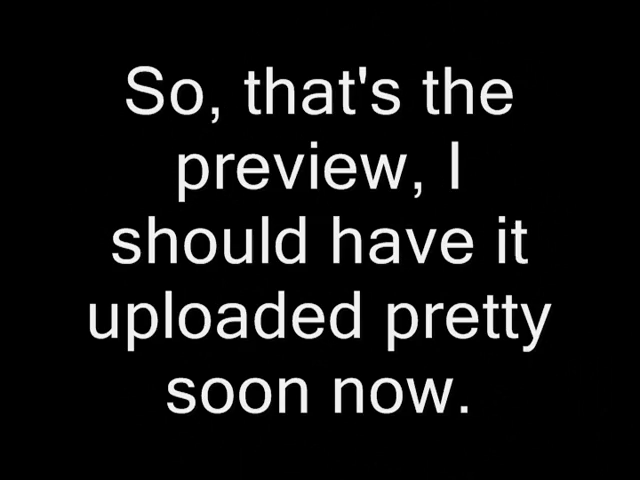 So, that's the
preview, I
should have it
uploaded pretty
soon now.